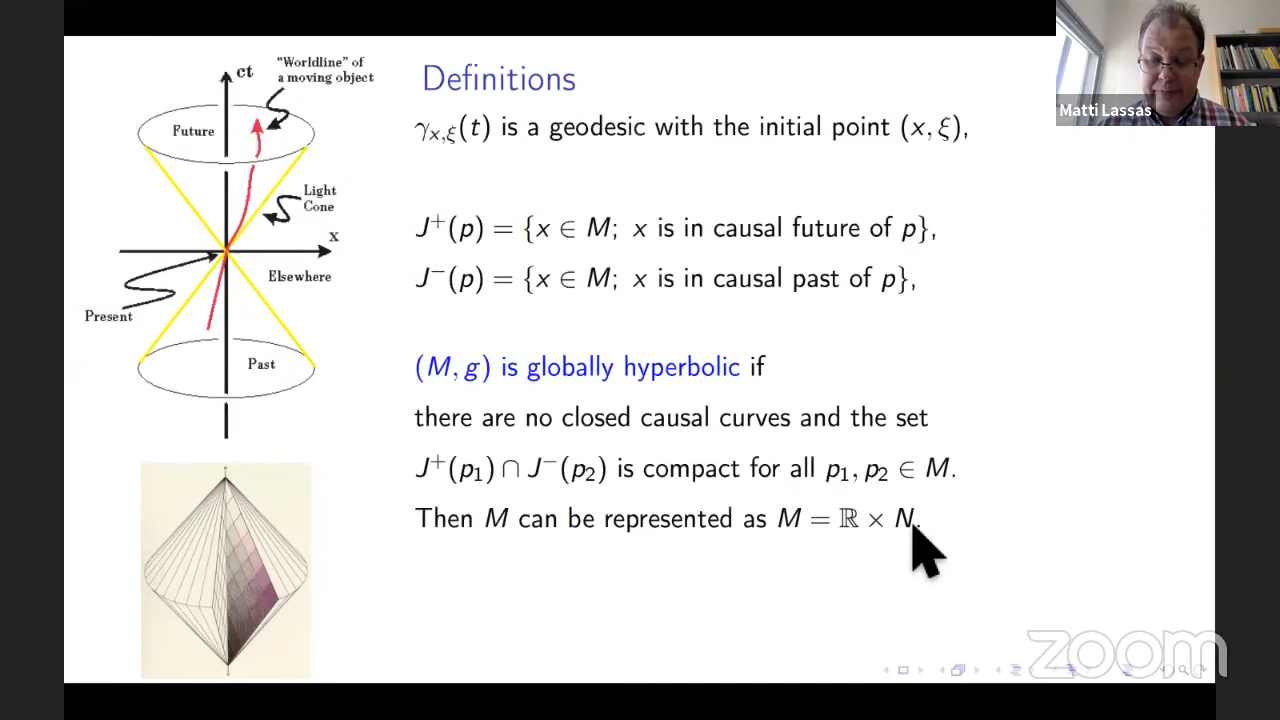 ct
"Worldline" of
a moving object
Future
Light
Cone
x
Elsewhere
Present
Past
Definitions
γx,ξ(t) is a geodesic with the initial point (x, ξ),
J⁺(p) = {x ∈ M; x is in causal future of p},
J⁻(p) = {x ∈ M; x is in causal past of p},
(M, g) is globally hyperbolic if
there are no closed causal curves and the set
J⁺(p₁) ∩ J⁻(p₂) is compact for all p₁, p₂ ∈ M.
Then M can be represented as M = ℝ × N.
Matti Lassas
zoom